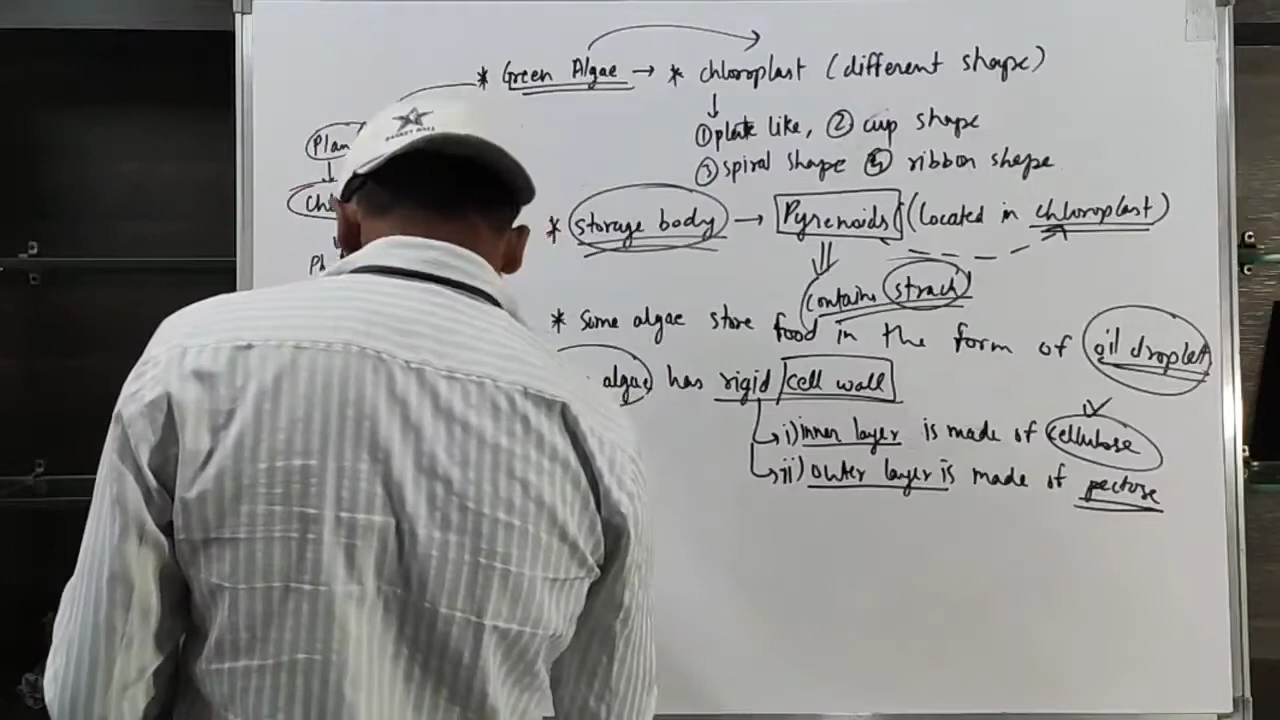 * Green Algae → * chloroplast (different shape)
① plate like, ② cup shape
③ spiral shape ④ ribbon shape
* storage body → Pyrenoids (Located in chloroplast)
contains strach
* Some algae store food in the form of oil droplet
algae has rigid cell wall
i) inner layer is made of cellulose
ii) outer layer is made of pectose